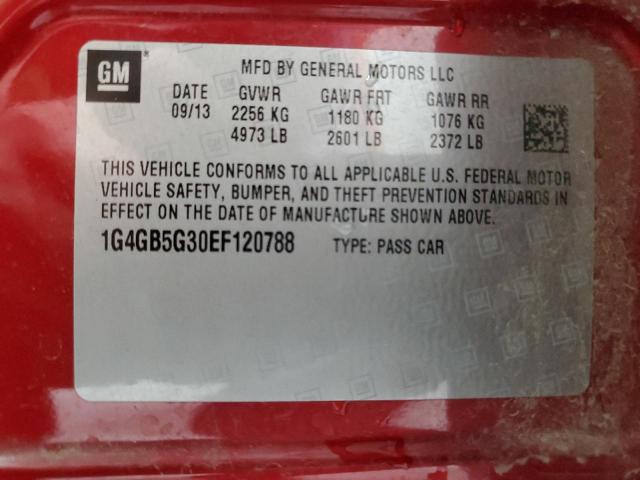 GM
MFD BY GENERAL MOTORS LLC
DATE GVWR GAWR FRT GAWR RR
09/13 2256 KG 1180 KG 1076 KG
4973 LB 2601 LB 2372 LB
THIS VEHICLE CONFORMS TO ALL APPLICABLE U.S. FEDERAL MOTOR
VEHICLE SAFETY, BUMPER, AND THEFT PREVENTION STANDARDS IN
EFFECT ON THE DATE OF MANUFACTURE SHOWN ABOVE.
1G4GB5G30EF120788 TYPE: PASS CAR